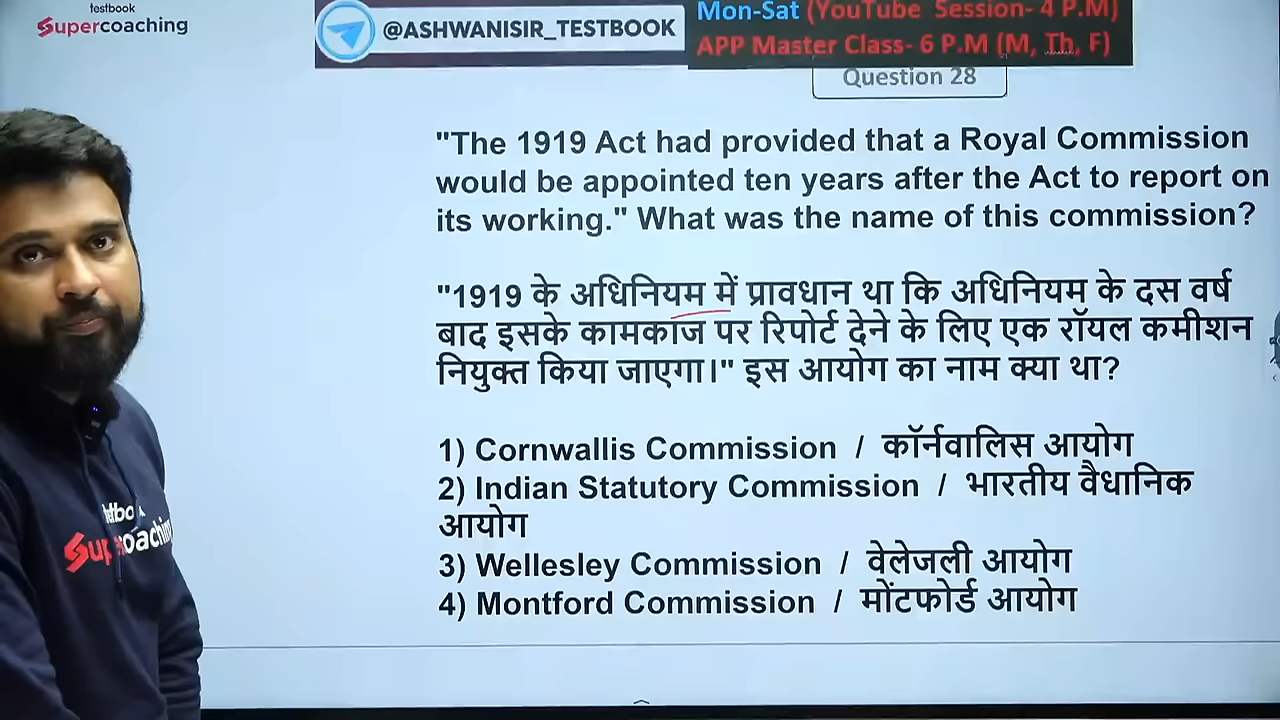 testbook
Supercoaching
@ASHWANISIR_TESTBOOK
Mon-Sat (YouTube Session- 4 P.M)
APP Master Class- 6 P.M (M, Th, F)
Question 28
"The 1919 Act had provided that a Royal Commission
would be appointed ten years after the Act to report on
its working." What was the name of this commission?
"1919 के अधिनियम में प्रावधान था कि अधिनियम के दस वर्ष
बाद इसके कामकाज पर रिपोर्ट देने के लिए एक रॉयल कमीशन
नियुक्त किया जाएगा।" इस आयोग का नाम क्या था?
1) Cornwallis Commission / कॉर्नवालिस आयोग
2) Indian Statutory Commission / भारतीय वैधानिक
आयोग
3) Wellesley Commission / वेलेजली आयोग
4) Montford Commission / मोंटफोर्ड आयोग